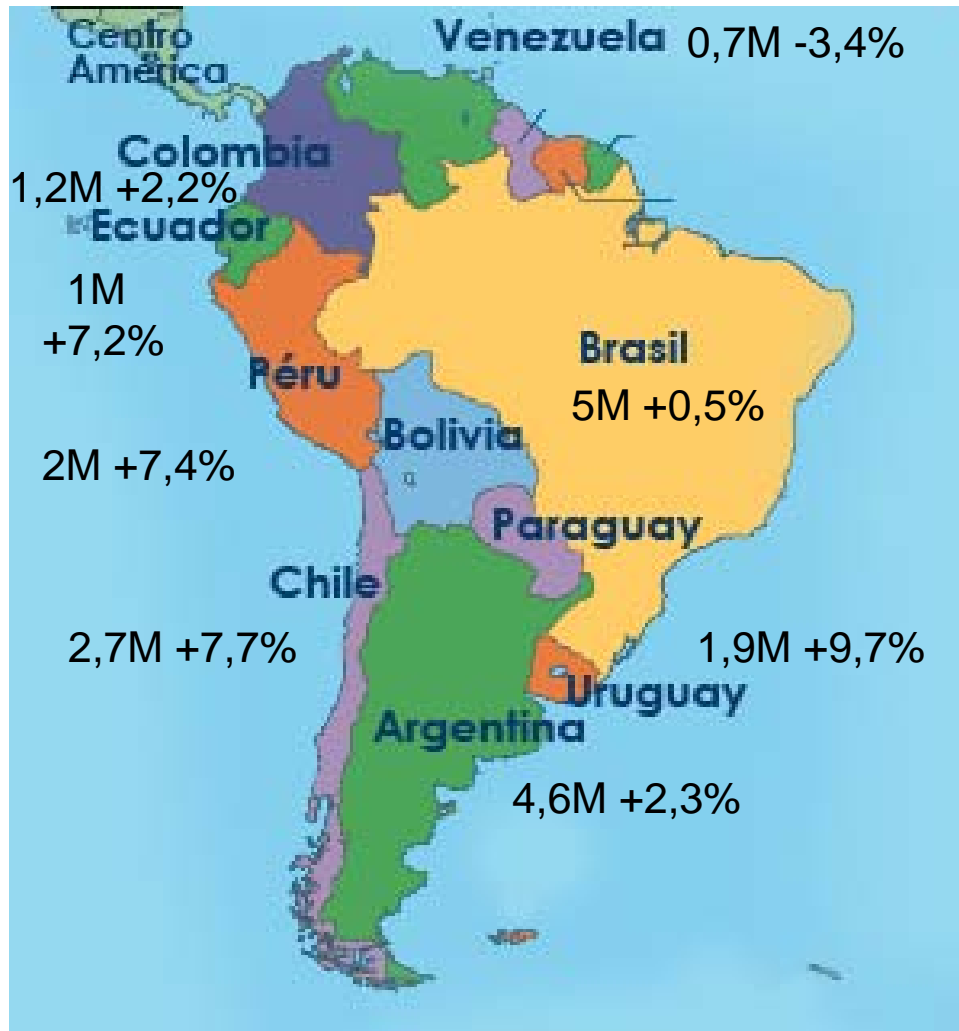 Centro
América
Venezuela 0,7M -3,4%
Colombia
1,2M +2,2%
Ecuador
1M
+7,2%
Brasil
Péru
5M +0,5%
Bolivia
2M +7,4%
Paraguay
Chile
2,7M +7,7%
1,9M +9,7%
Uruguay
Argentina
4,6M +2,3%